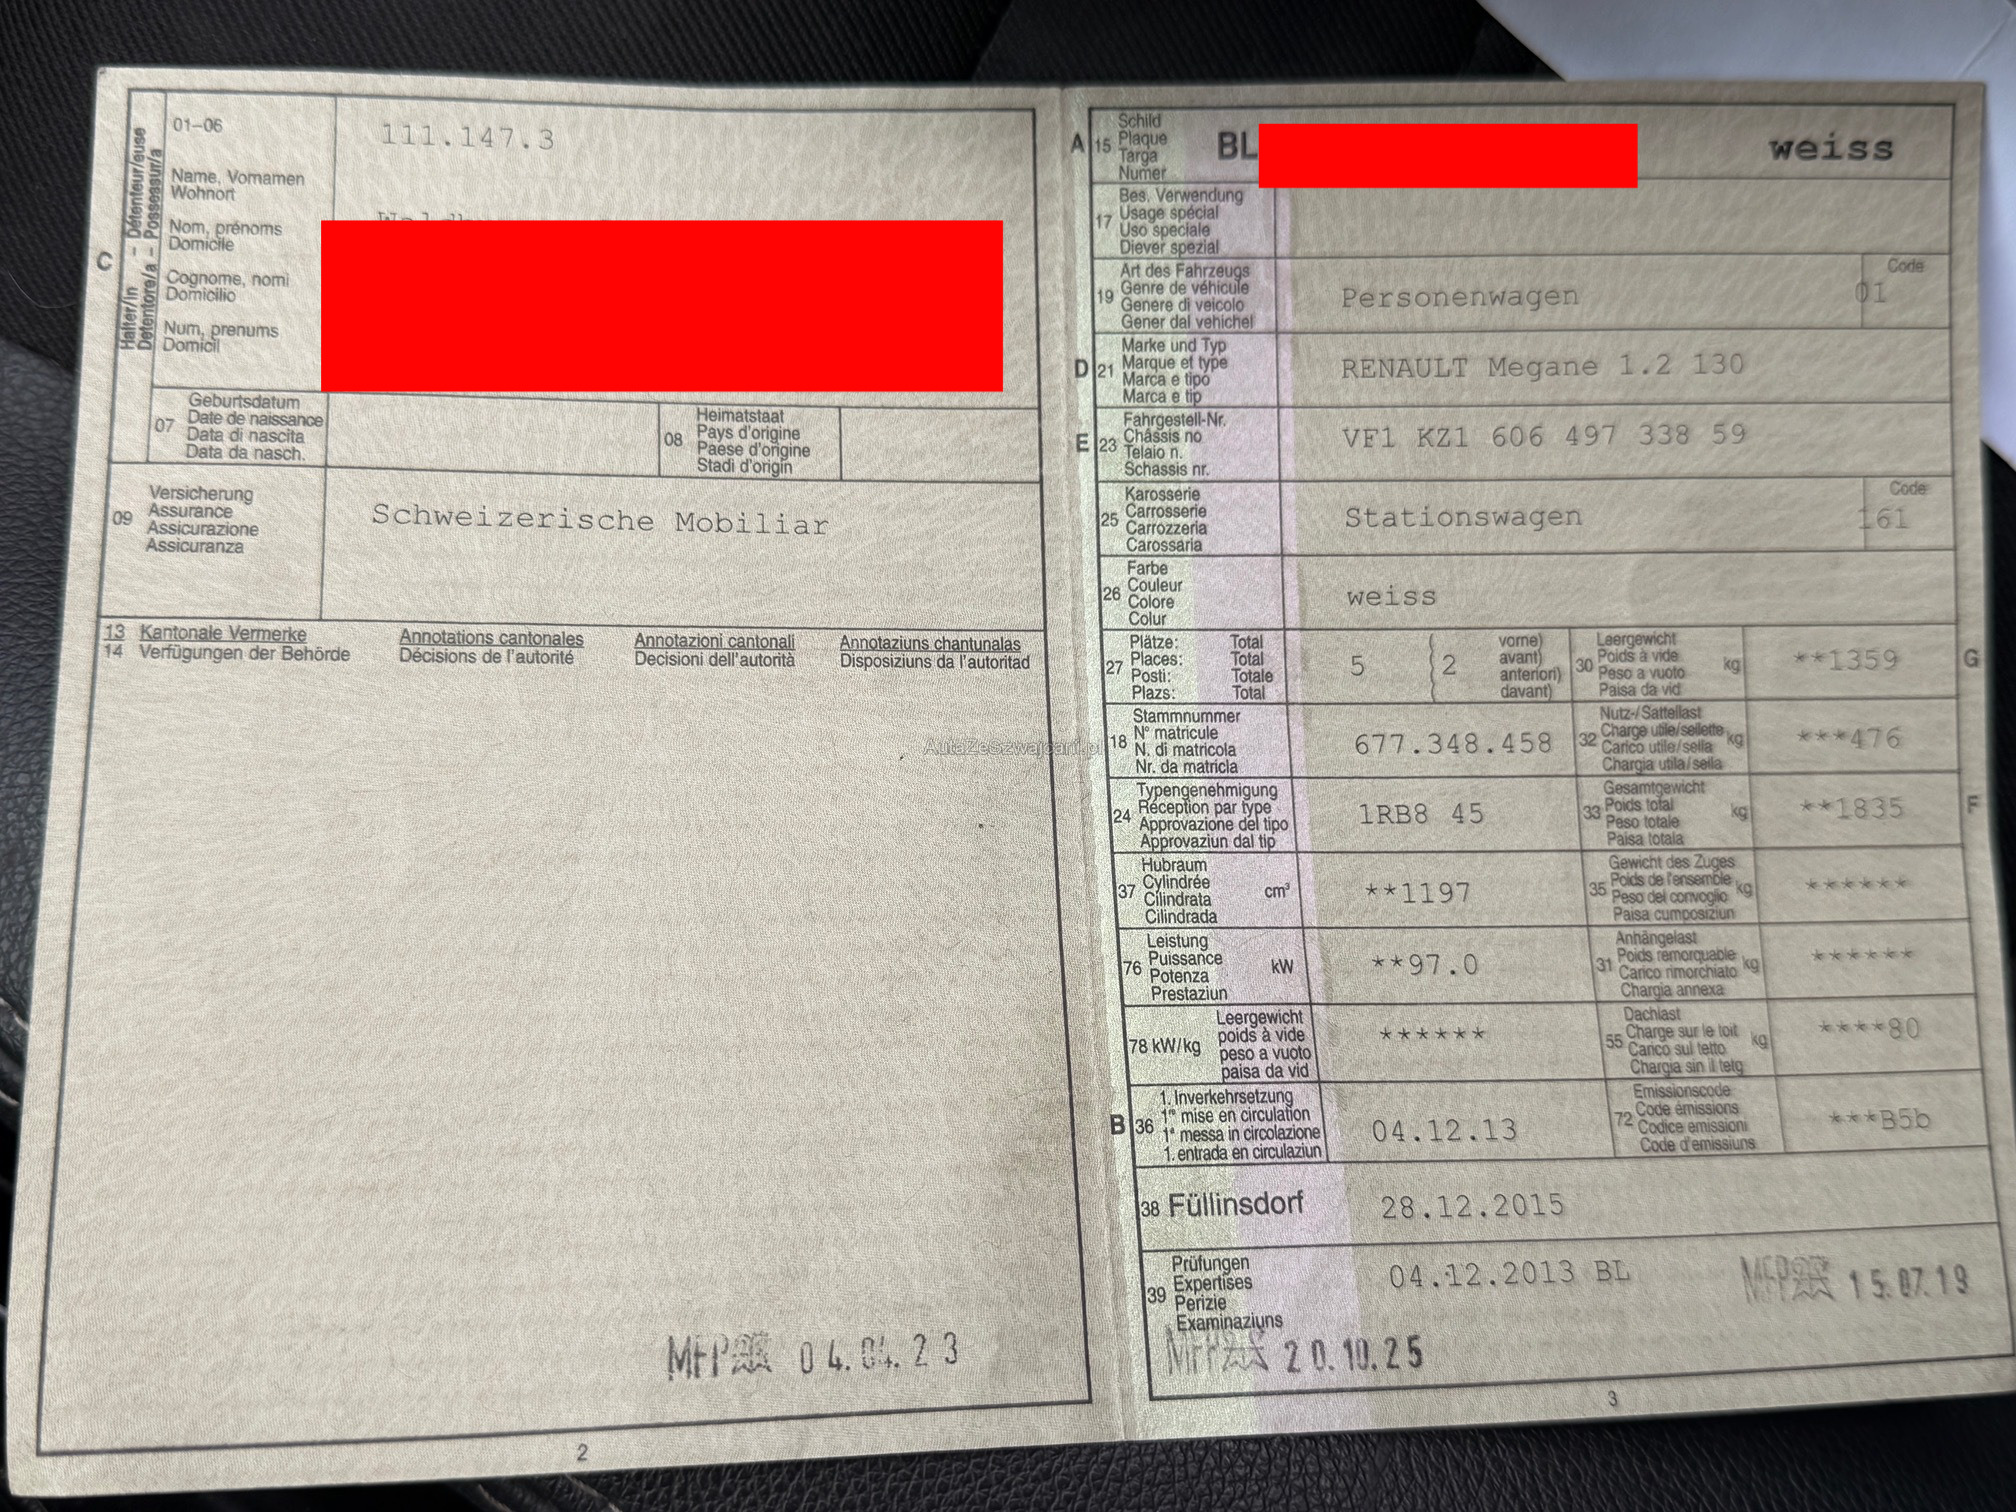 01-06
111.147.3
Halter/in - Détenteur/euse
Detentore/a - Possessur/a
C
Name, Vornamen
Wohnort
Nom, prénoms
Domicile
Cognome, nomi
Domicilio
Num, prenums
Domicil
07
Geburtsdatum
Date de naissance
Data di nascita
Data da nasch.
08
Heimatstaat
Pays d'origine
Paese d'origine
Stadi d'origin
09
Versicherung
Assurance
Assicurazione
Assicuranza
Schweizerische Mobiliar
13 Kantonale Vermerke Annotations cantonales Annotazioni cantonali Annotaziuns chantunalas
14 Verfügungen der Behörde Décisions de l'autorité Decisioni dell'autorità Disposiziuns da l'autoritad
AutaZeSzwajcarii.pl
MFP 04.04.23
2
A 15
Schild
Plaque
Targa
Numer
BL weiss
17
Bes. Verwendung
Usage spécial
Uso speciale
Diever spezial
19
Art des Fahrzeugs
Genre de véhicule
Genere di veicolo
Gener dal vehichel
Personenwagen
Code
01
D 21
Marke und Typ
Marque et type
Marca e tipo
Marca e tip
RENAULT Megane 1.2 130
E 23
Fahrgestell-Nr.
Châssis no
Telaio n.
Schassis nr.
VF1 KZ1 606 497 338 59
25
Karosserie
Carrosserie
Carrozzeria
Carossaria
Stationswagen
Code
161
26
Farbe
Couleur
Colore
Colur
weiss
27
Plätze: Total
Places: Total
Posti: Totale
Plazs: Total
5 2
vorne)
avant)
anteriori)
davant)
30
Leergewicht
Poids à vide
Peso a vuoto
Paisa da vid
kg
**1359
G
18
Stammnummer
N° matricule
N. di matricola
Nr. da matricla
677.348.458
32
Nutz-/Sattellast
Charge utile/sellette
Carico utile/sella
Chargia utila/sella
kg
***476
24
Typengenehmigung
Réception par type
Approvazione del tipo
Approvaziun dal tip
1RB8 45
33
Gesamtgewicht
Poids total
Peso totale
Paisa totala
kg
**1835
F
37
Hubraum
Cylindrée
Cilindrata
Cilindrada
cm³
**1197
35
Gewicht des Zuges
Poids de l'ensemble
Peso del convoglio
Paisa cumposiziun
kg
******
76
Leistung
Puissance
Potenza
Prestaziun
kW
**97.0
31
Anhängelast
Poids remorquable
Carico rimorchiato
Chargia annexa
kg
******
78 kW/kg
Leergewicht
poids à vide
peso a vuoto
paisa da vid
******
55
Dachlast
Charge sur le toit
Carico sul tetto
Chargia sin il tetg
kg
****80
B 36
1. Inverkehrsetzung
1re mise en circulation
1a messa in circolazione
1. entrada en circulaziun
04.12.13
72
Emissionscode
Code émissions
Codice emissioni
Code d'emissiuns
***B5b
38 Füllinsdorf
28.12.2015
39
Prüfungen
Expertises
Perizie
Examinaziuns
04.12.2013 BL
MFP 15.07.19
MFP 20.10.25
3